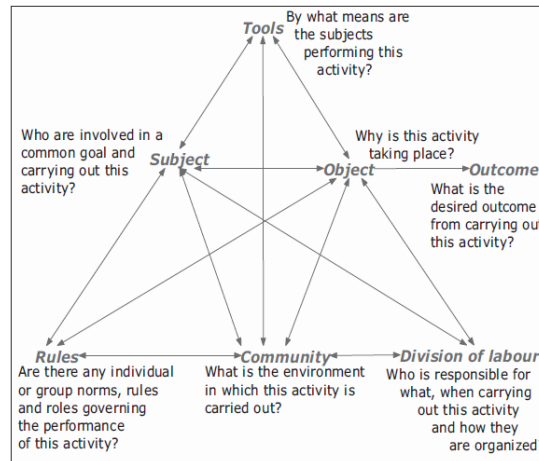 Tools
By what means are
the subjects
performing this
activity?
Who are involved in a
common goal and
carrying out this
activity?
Subject
Why is this activity
taking place?
Object
Outcome
What is the
desired outcome
from carrying out
this activity?
Rules
Are there any individual
or group norms, rules
and roles governing
the performance
of this activity?
Community
What is the environment
in which this activity is
carried out?
Division of labour
Who is responsible for
what, when carrying
out this activity
and how they
are organized?